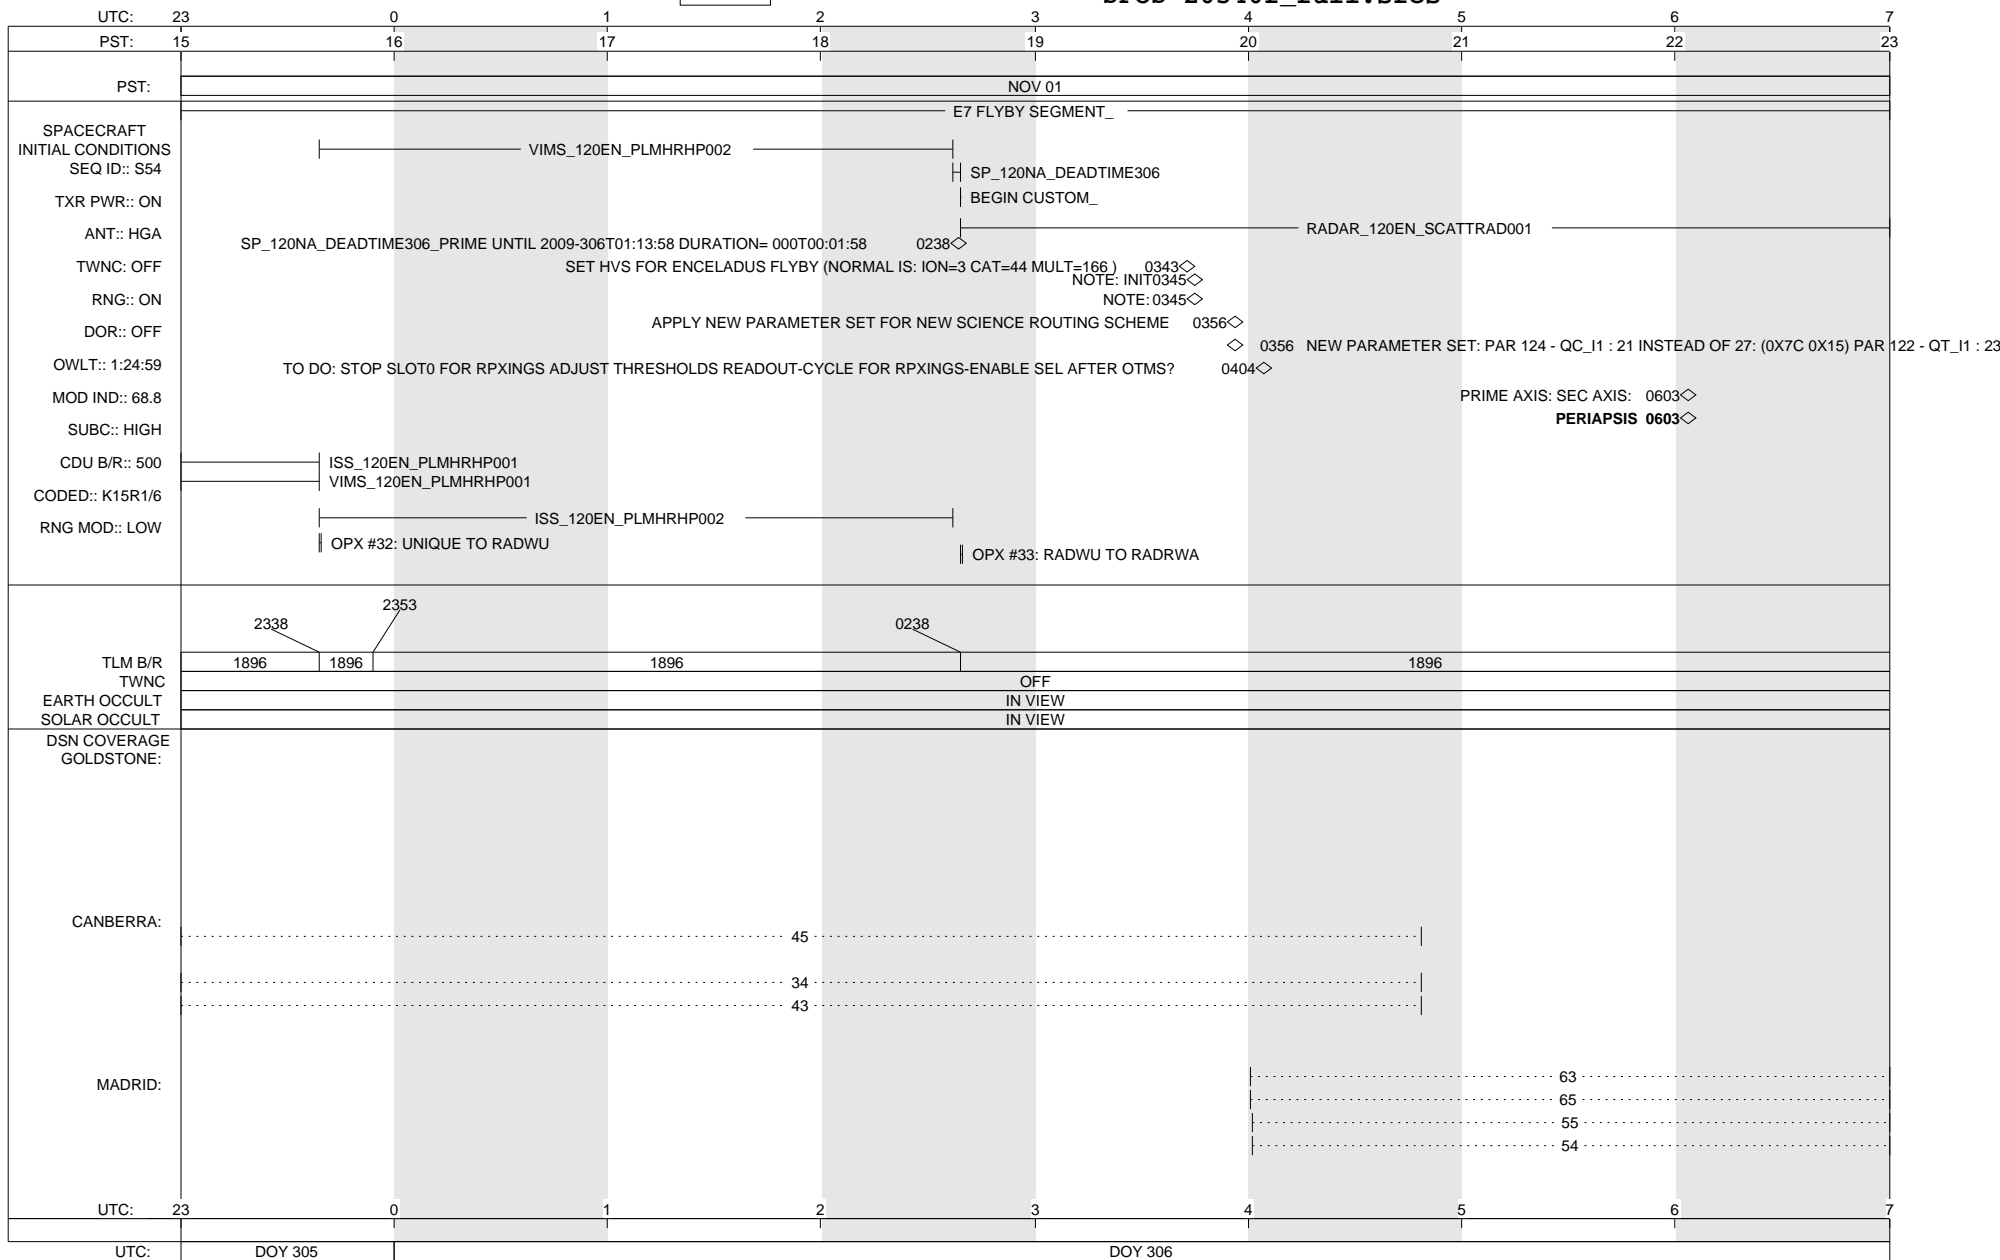 UTC: 23 0 1 2 3 4 5 6 7
PST: 15 16 17 18 19 20 21 22 23
PST: NOV 01
E7 FLYBY SEGMENT_
SPACECRAFT
INITIAL CONDITIONS
VIMS_120EN_PLMHRHP002
SEQ ID:: S54
SP_120NA_DEADTIME306
TXR PWR:: ON
BEGIN CUSTOM_
ANT:: HGA
RADAR_120EN_SCATTRAD001
SP_120NA_DEADTIME306_PRIME UNTIL 2009-306T01:13:58 DURATION= 000T00:01:58 0238
TWNC: OFF
SET HVS FOR ENCELADUS FLYBY (NORMAL IS: ION=3 CAT=44 MULT=166 ) 0343
NOTE: INIT0345
RNG:: ON
NOTE: 0345
APPLY NEW PARAMETER SET FOR NEW SCIENCE ROUTING SCHEME 0356
DOR:: OFF
0356 NEW PARAMETER SET: PAR 124 - QC_I1 : 21 INSTEAD OF 27: (0X7C 0X15) PAR 122 - QT_I1 : 23
OWLT:: 1:24:59
TO DO: STOP SLOT0 FOR RPXINGS ADJUST THRESHOLDS READOUT-CYCLE FOR RPXINGS-ENABLE SEL AFTER OTMS? 0404
MOD IND:: 68.8
PRIME AXIS: SEC AXIS: 0603
PERIAPSIS 0603
SUBC:: HIGH
CDU B/R:: 500
ISS_120EN_PLMHRHP001
VIMS_120EN_PLMHRHP001
CODED:: K15R1/6
ISS_120EN_PLMHRHP002
RNG MOD:: LOW
OPX #32: UNIQUE TO RADWU
OPX #33: RADWU TO RADRWA
2353
2338 0238
TLM B/R 1896 1896 1896 1896
TWNC OFF
EARTH OCCULT IN VIEW
SOLAR OCCULT IN VIEW
DSN COVERAGE
GOLDSTONE:
CANBERRA:
45
34
43
MADRID:
63
65
55
54
UTC: 23 0 1 2 3 4 5 6 7
UTC: DOY 305 DOY 306